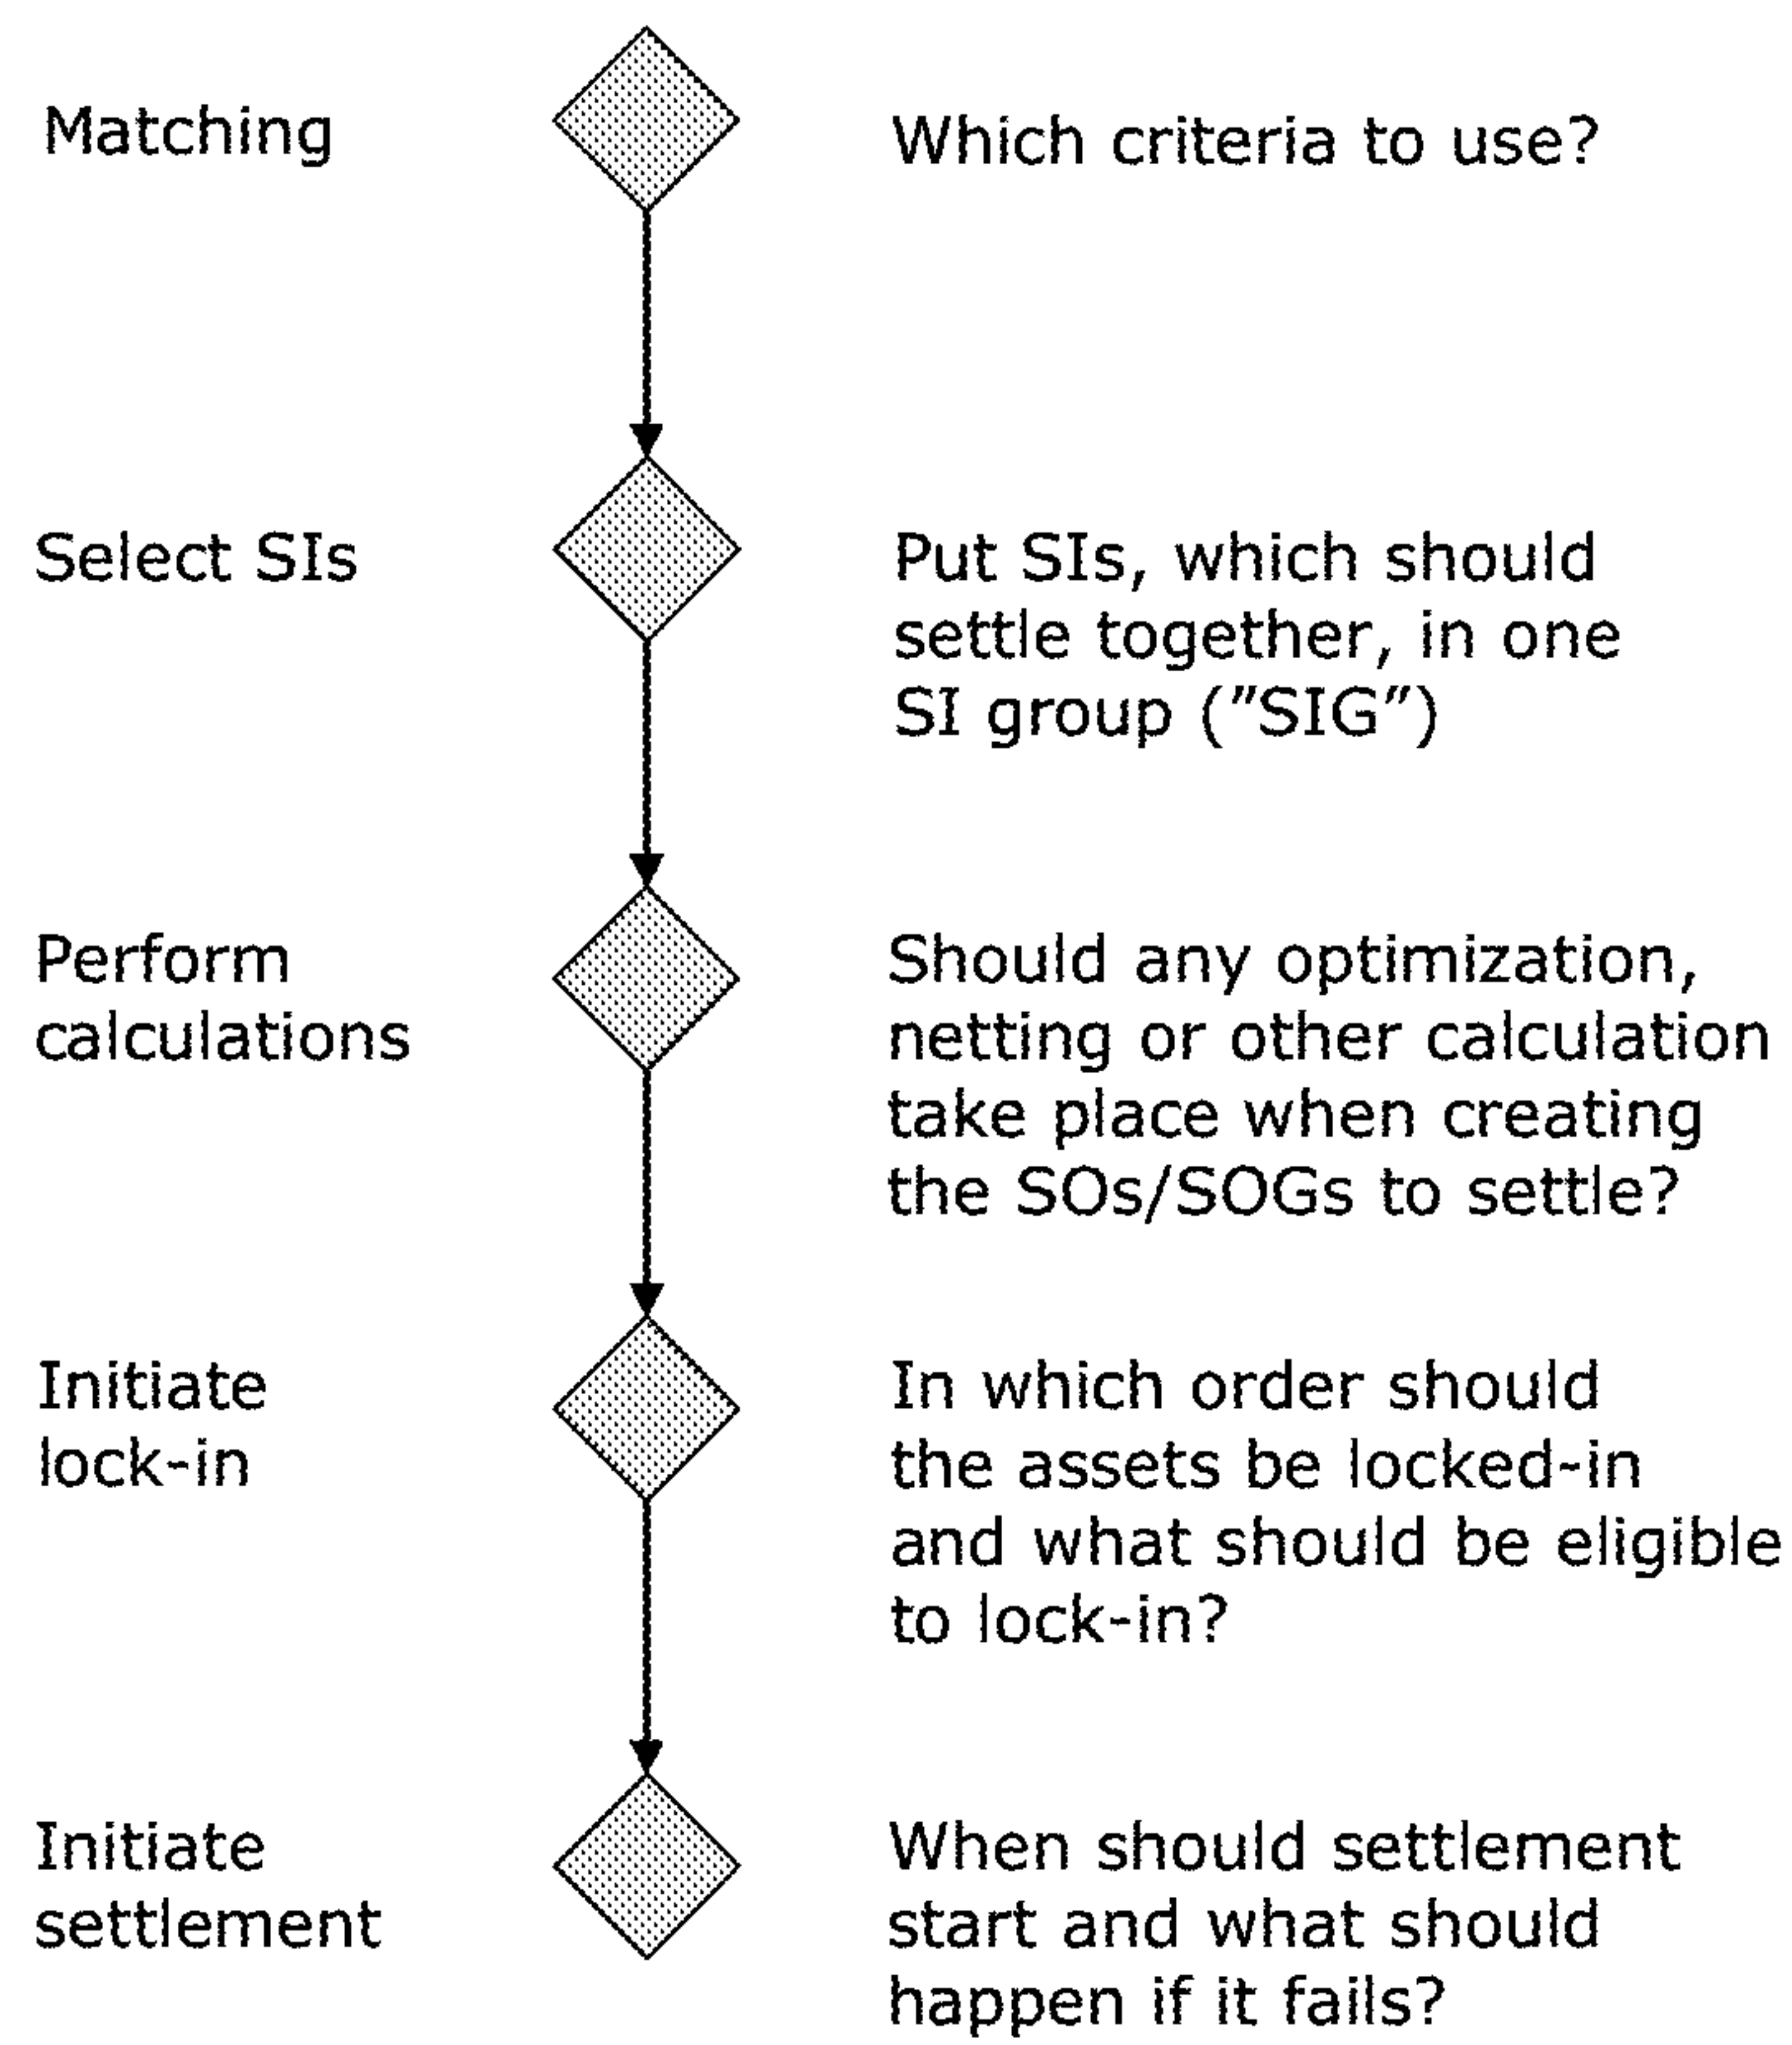 Matching
Which criteria to use?
Select SIs
Put SIs, which should
settle together, in one
SI group ("SIG")
Perform
calculations
Should any optimization,
netting or other calculation
take place when creating
the SOs/SOGs to settle?
Initiate
lock-in
In which order should
the assets be locked-in
and what should be eligible
to lock-in?
Initiate
settlement
When should settlement
start and what should
happen if it fails?